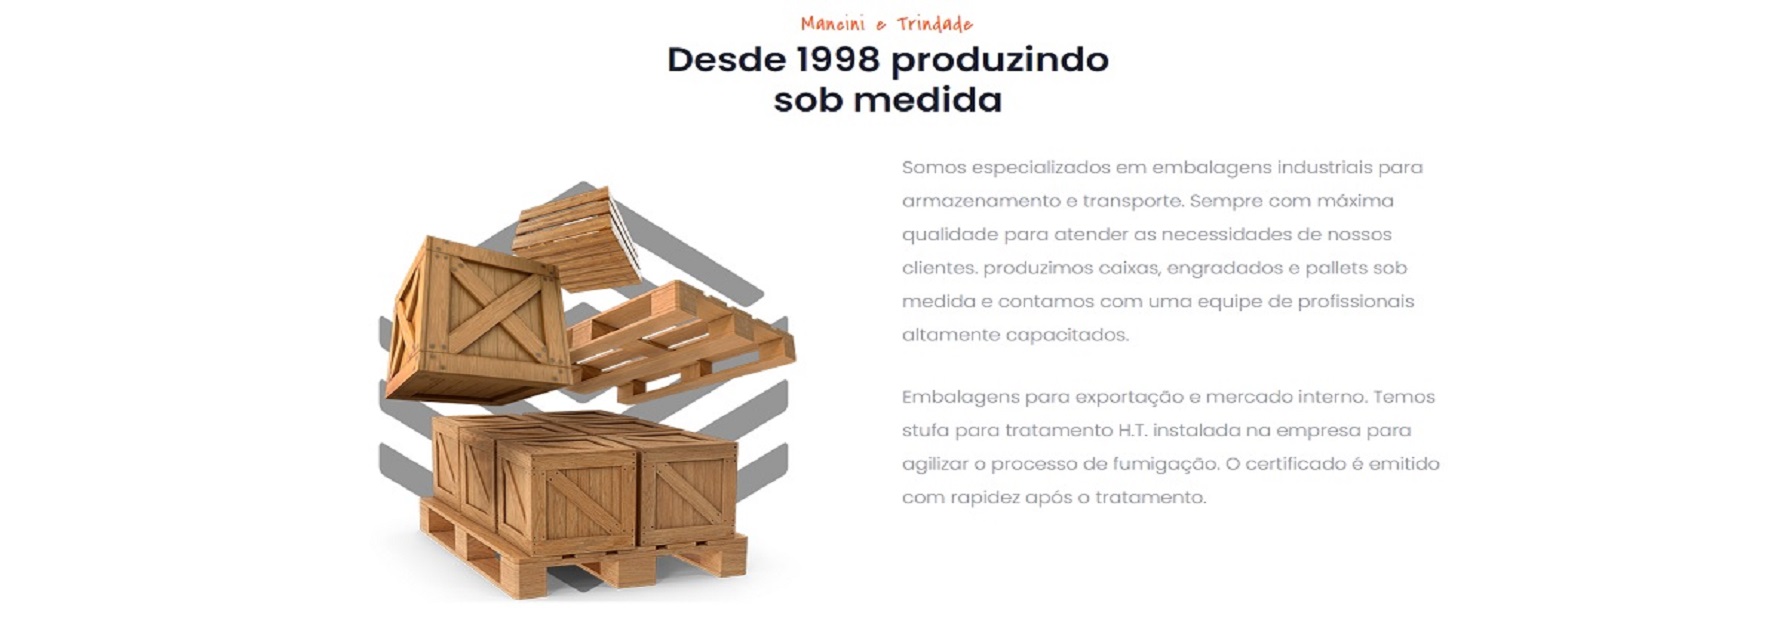 Mancini e Trindade
Desde 1998 produzindo
sob medida
Somos especializados em embalagens industriais para
armazenamento e transporte. Sempre com máxima
qualidade para atender as necessidades de nossos
clientes. produzimos caixas, engradados e pallets sob
medida e contamos com uma equipe de profissionais
altamente capacitados.
Embalagens para exportação e mercado interno. Temos
stufa para tratamento H.T. instalada na empresa para
agilizar o processo de fumigação. O certificado é emitido
com rapidez após o tratamento.